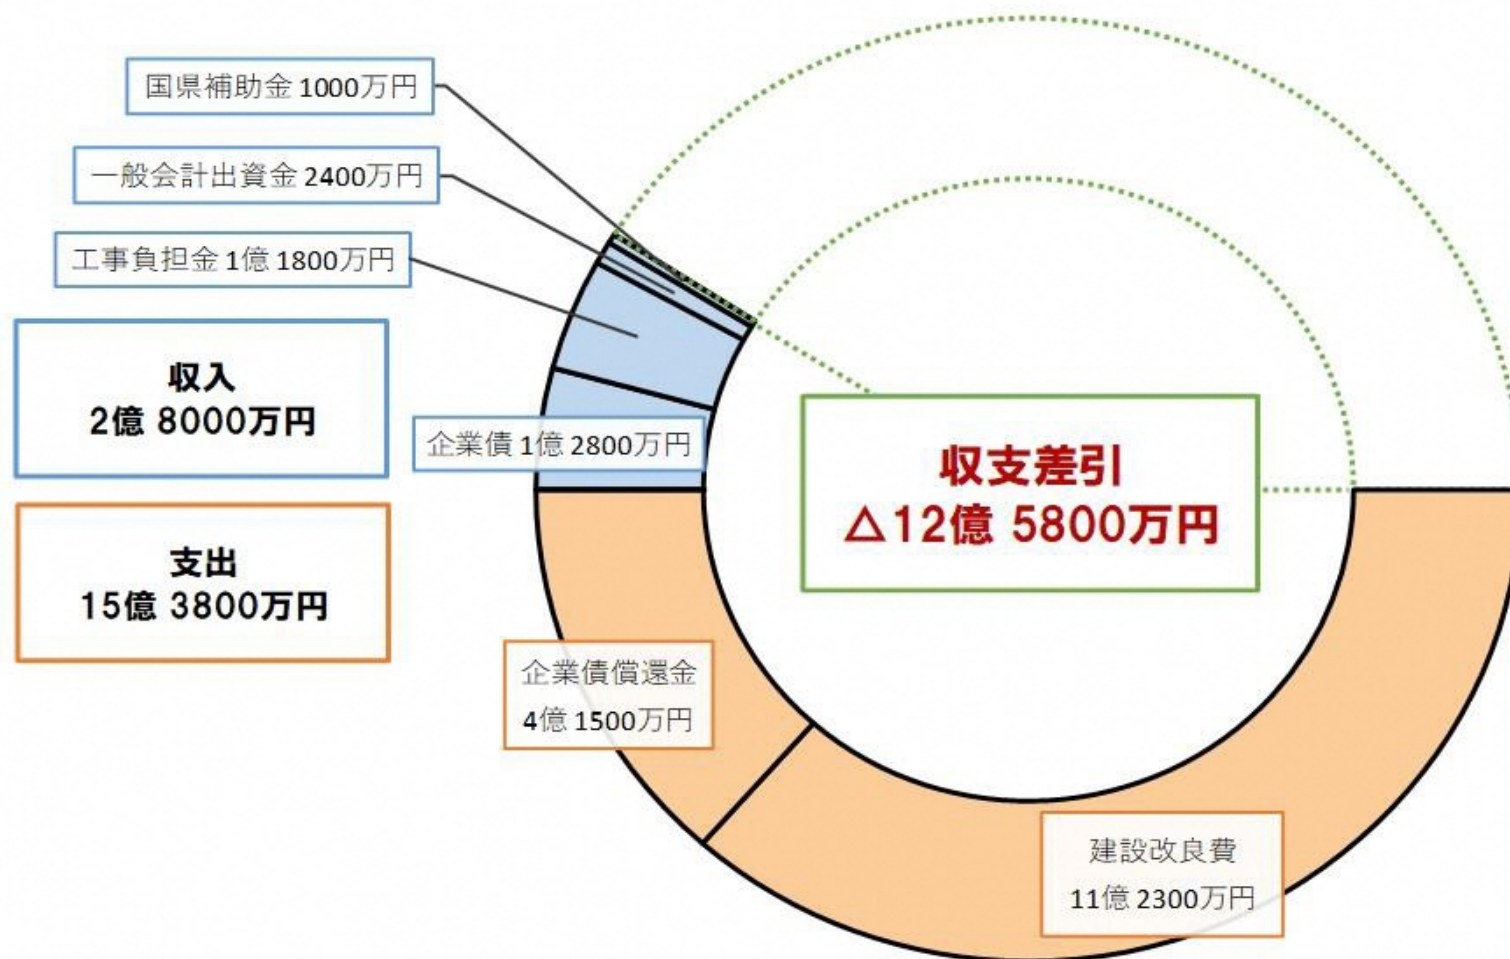 国県補助金 1000万円
一般会計出資金 2400万円
工事負担金 1億 1800万円
収入
2億 8000万円
企業債 1億 2800万円
収支差引
△12億 5800万円
支出
15億 3800万円
企業債償還金
4億 1500万円
建設改良費
11億 2300万円